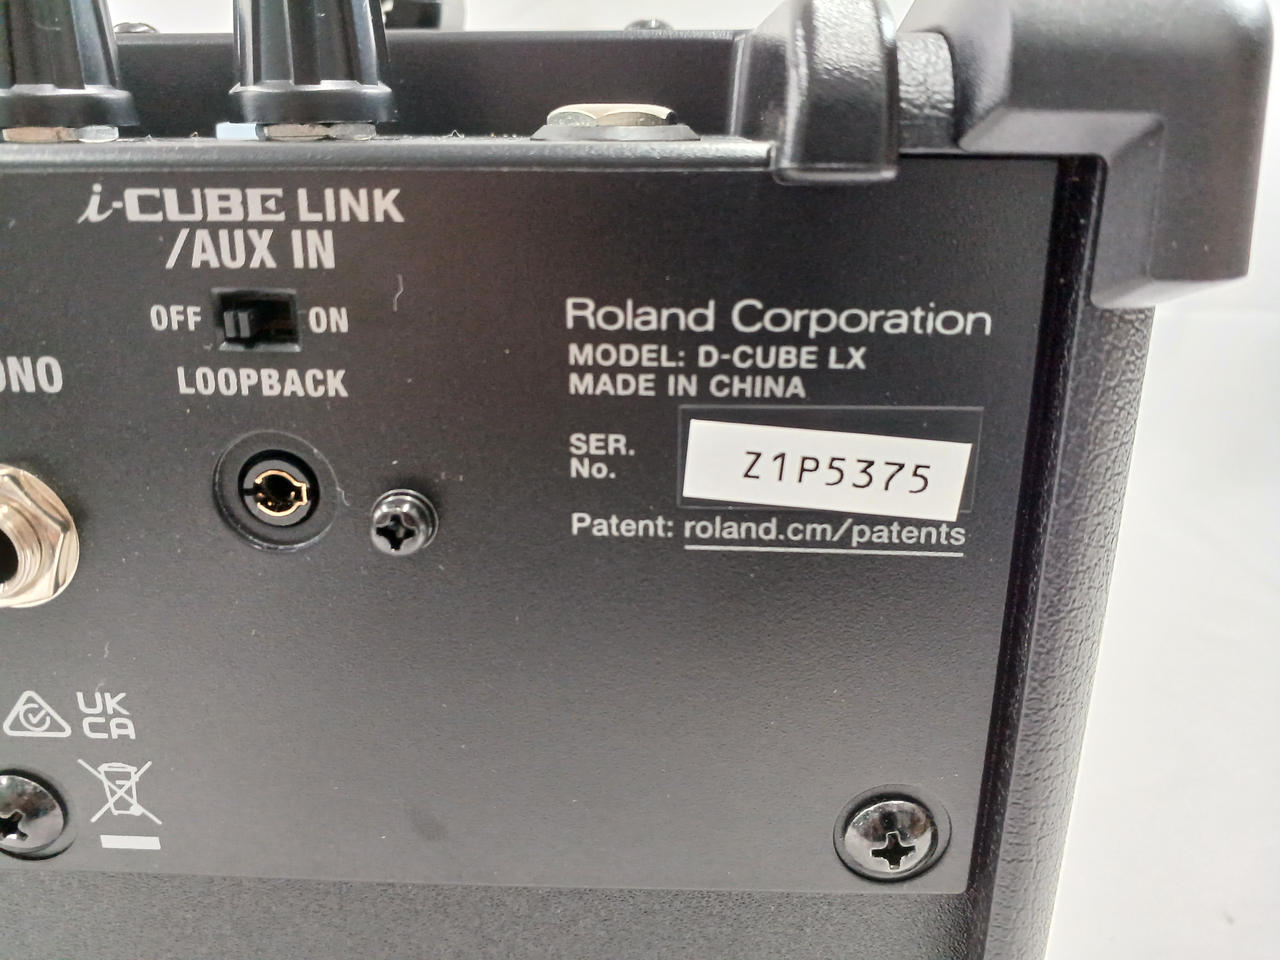 i-CUBE LINK
/AUX IN
OFF ON
LOOPBACK
Roland Corporation
MODEL: D-CUBE LX
MADE IN CHINA
SER.
No.
Z1P5375
Patent: roland.cm/patents
UK
CA